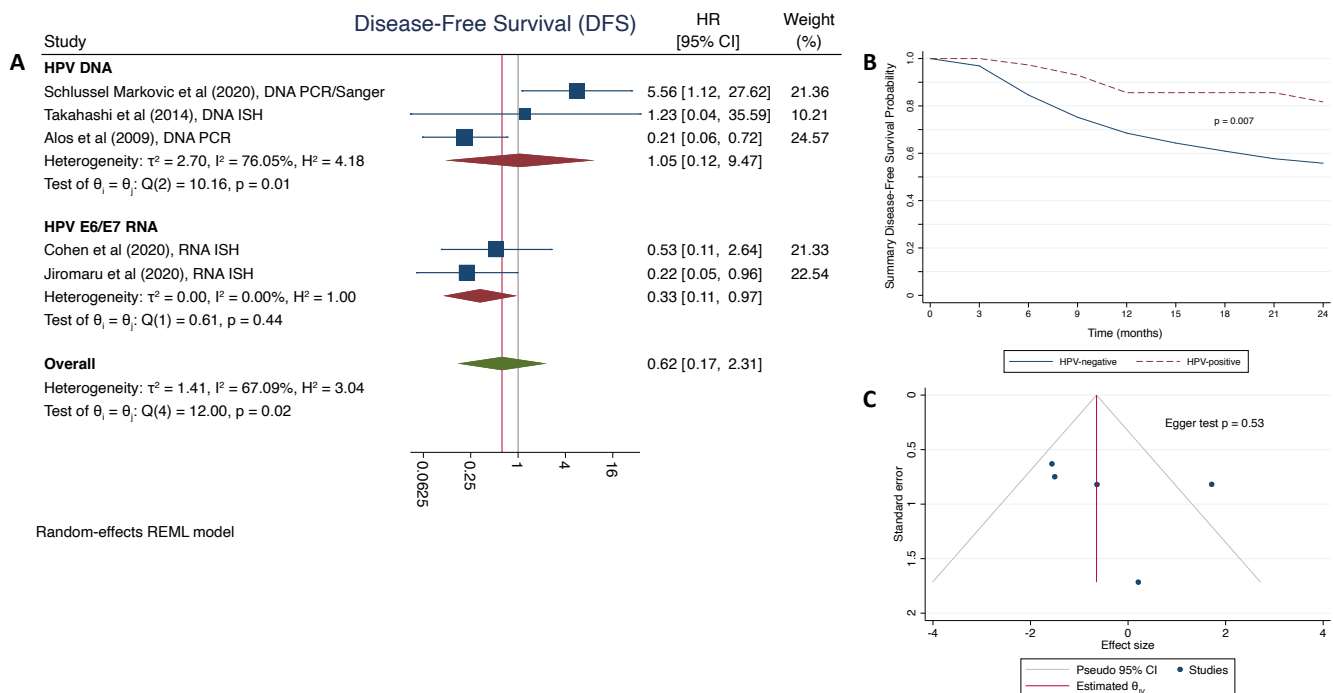 Disease-Free Survival (DFS)
HR Weight
Study [95% CI] (%)
A
HPV DNA
Schlussel Markovic et al (2020), DNA PCR/Sanger 5.56 [1.12, 27.62] 21.36
Takahashi et al (2014), DNA ISH 1.23 [0.04, 35.59] 10.21
Alos et al (2009), DNA PCR 0.21 [0.06, 0.72] 24.57
Heterogeneity: τ² = 2.70, I² = 76.05%, H² = 4.18 1.05 [0.12, 9.47]
Test of θᵢ = θⱼ: Q(2) = 10.16, p = 0.01
HPV E6/E7 RNA
Cohen et al (2020), RNA ISH 0.53 [0.11, 2.64] 21.33
Jiromaru et al (2020), RNA ISH 0.22 [0.05, 0.96] 22.54
Heterogeneity: τ² = 0.00, I² = 0.00%, H² = 1.00 0.33 [0.11, 0.97]
Test of θᵢ = θⱼ: Q(1) = 0.61, p = 0.44
Overall 0.62 [0.17, 2.31]
Heterogeneity: τ² = 1.41, I² = 67.09%, H² = 3.04
Test of θᵢ = θⱼ: Q(4) = 12.00, p = 0.02
0.0625 0.25 1 4 16
Random-effects REML model
B
Summary Disease-Free Survival Probability
1.0
0.8
0.6
0.4
0.2
0
p = 0.007
0 3 6 9 12 15 18 21 24
Time (months)
HPV-negative HPV-positive
C
Standard error
0
0.5
1
1.5
2
Egger test p = 0.53
-4 -2 0 2 4
Effect size
Pseudo 95% CI Studies
Estimated θ_IV